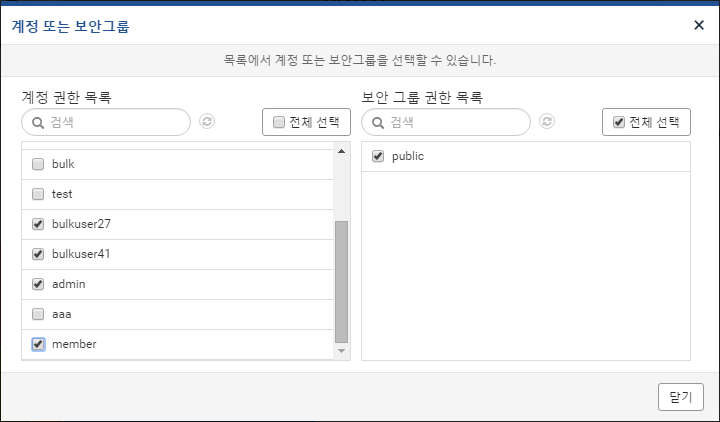 계정 또는 보안그룹
목록에서 계정 또는 보안그룹을 선택할 수 있습니다.
계정 권한 목록
검색
전체 선택
bulk
test
bulkuser27
bulkuser41
admin
aaa
member
보안 그룹 권한 목록
검색
전체 선택
public
닫기